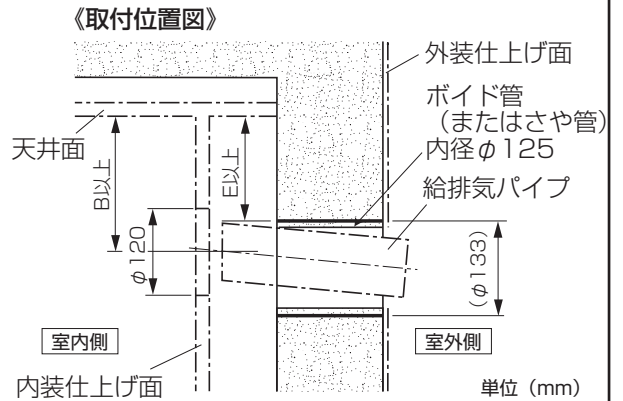 《取付位置図》
外装仕上げ面
ボイド管
（またはさや管）
内径φ125
給排気パイプ
天井面
B以上
E以上
φ120
（φ133）
室内側
室外側
内装仕上げ面
単位（mm）